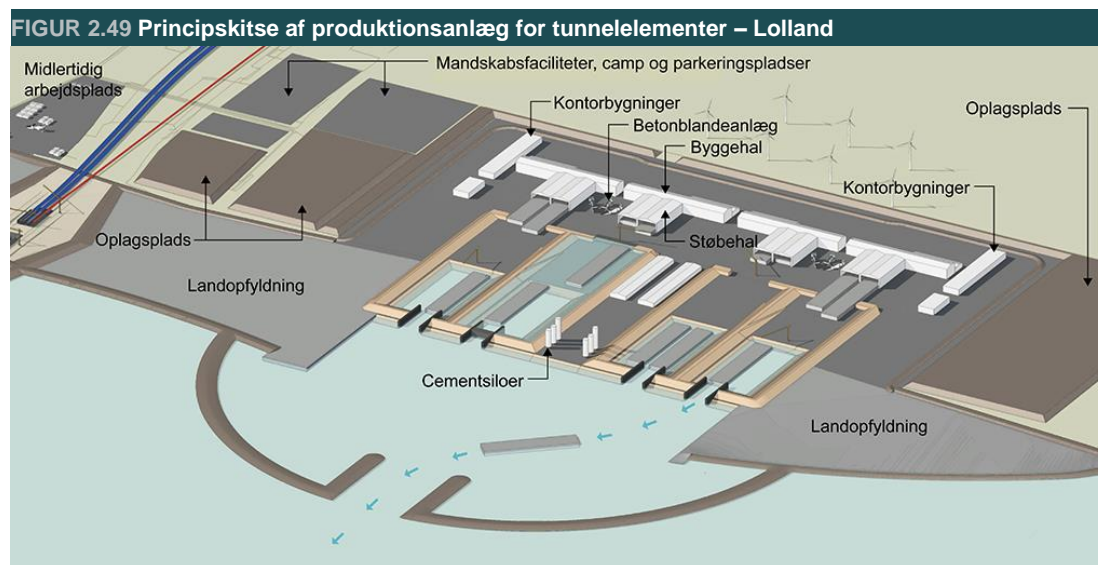 FIGUR 2.49 Principskitse af produktionsanlæg for tunnelelementer – Lolland
Midlertidig
arbejdsplads
Mandskabsfaciliteter, camp og parkeringspladser
Kontorbygninger
Oplagsplads
Betonblandeanlæg
Byggehal
Kontorbygninger
Oplagsplads
Støbehal
Landopfyldning
Cementsiloer
Landopfyldning